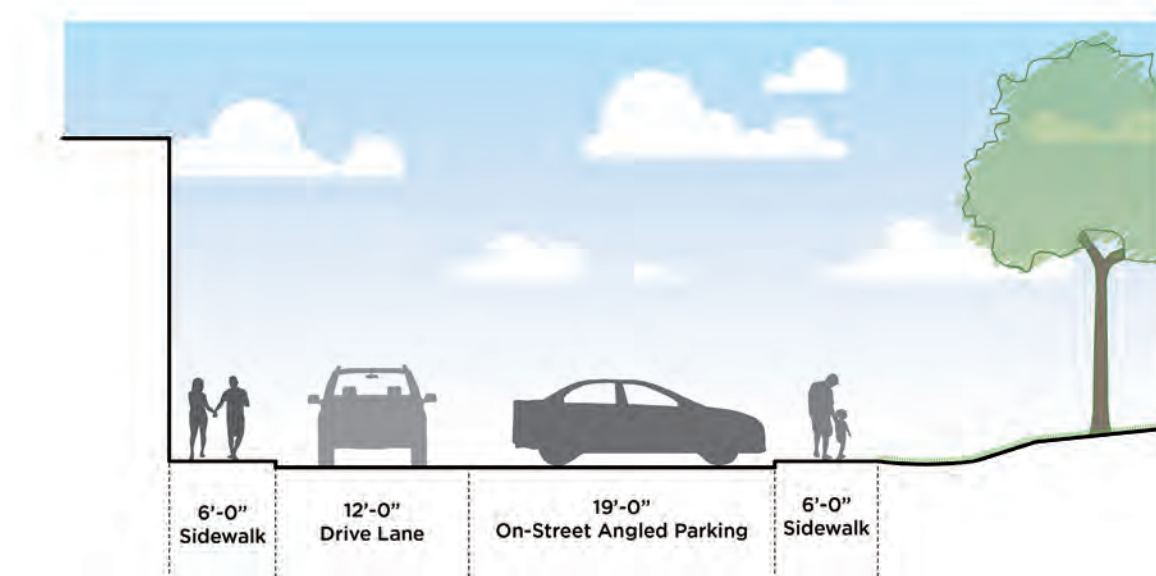 6’-0”
Sidewalk
12’-0”
Drive Lane
19’-0”
On-Street Angled Parking
6’-0”
Sidewalk